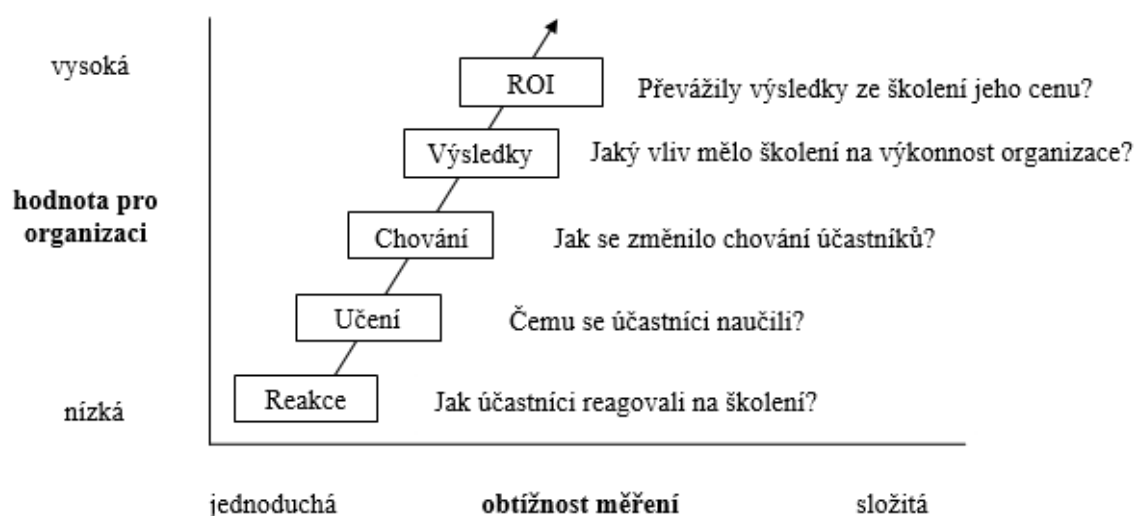 vysoká
ROI
Převážily výsledky ze školení jeho cenu?
Výsledky
Jaký vliv mělo školení na výkonnost organizace?
hodnota pro
organizaci
Chování
Jak se změnilo chování účastníků?
Učení
Čemu se účastníci naučili?
Reakce
Jak účastníci reagovali na školení?
nízká
jednoduchá
obtížnost měření
složitá